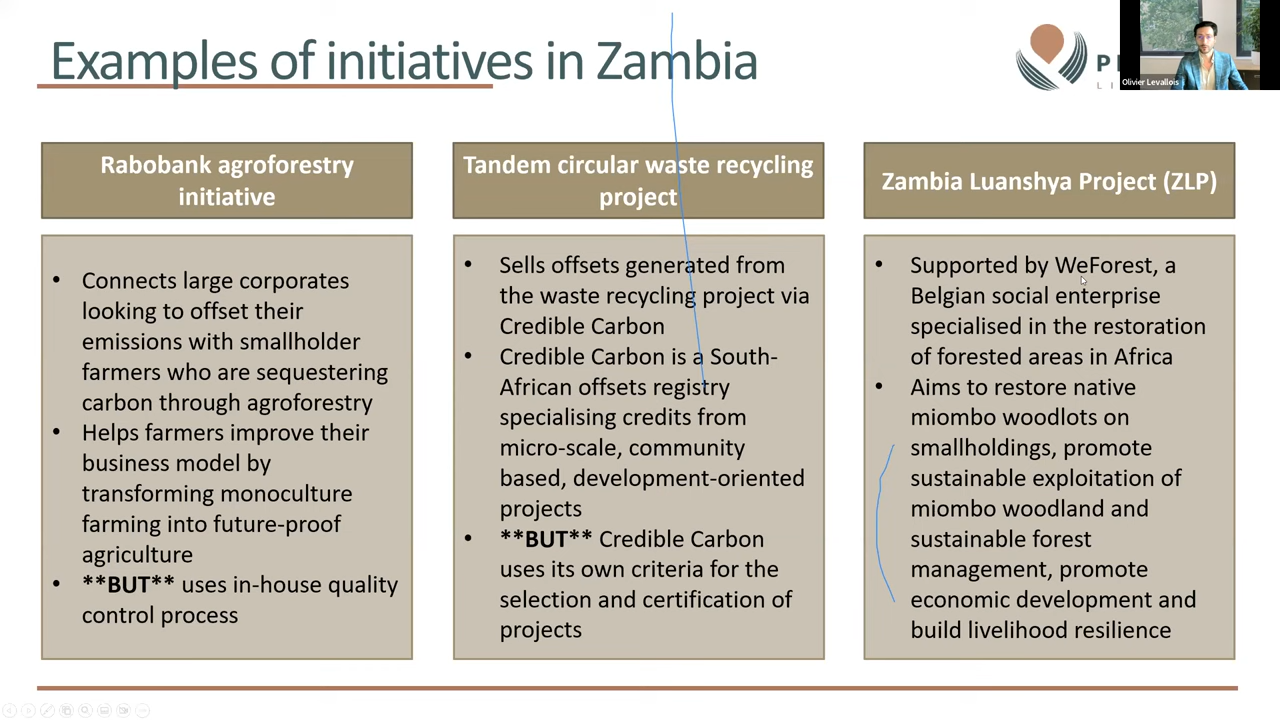 Examples of initiatives in Zambia
Olivier Levallois
Rabobank agroforestry
initiative
Connects large corporates
looking to offset their
emissions with smallholder
farmers who are sequestering
carbon through agroforestry
Helps farmers improve their
business model by
transforming monoculture
farming into future-proof
agriculture
**BUT** uses in-house quality
control process
Tandem circular waste recycling
project
Sells offsets generated from
the waste recycling project via
Credible Carbon
Credible Carbon is a South-
African offsets registry
specialising credits from
micro-scale, community
based, development-oriented
projects
**BUT** Credible Carbon
uses its own criteria for the
selection and certification of
projects
Zambia Luanshya Project (ZLP)
Supported by WeForest, a
Belgian social enterprise
specialised in the restoration
of forested areas in Africa
Aims to restore native
miombo woodlots on
smallholdings, promote
sustainable exploitation of
miombo woodland and
sustainable forest
management, promote
economic development and
build livelihood resilience